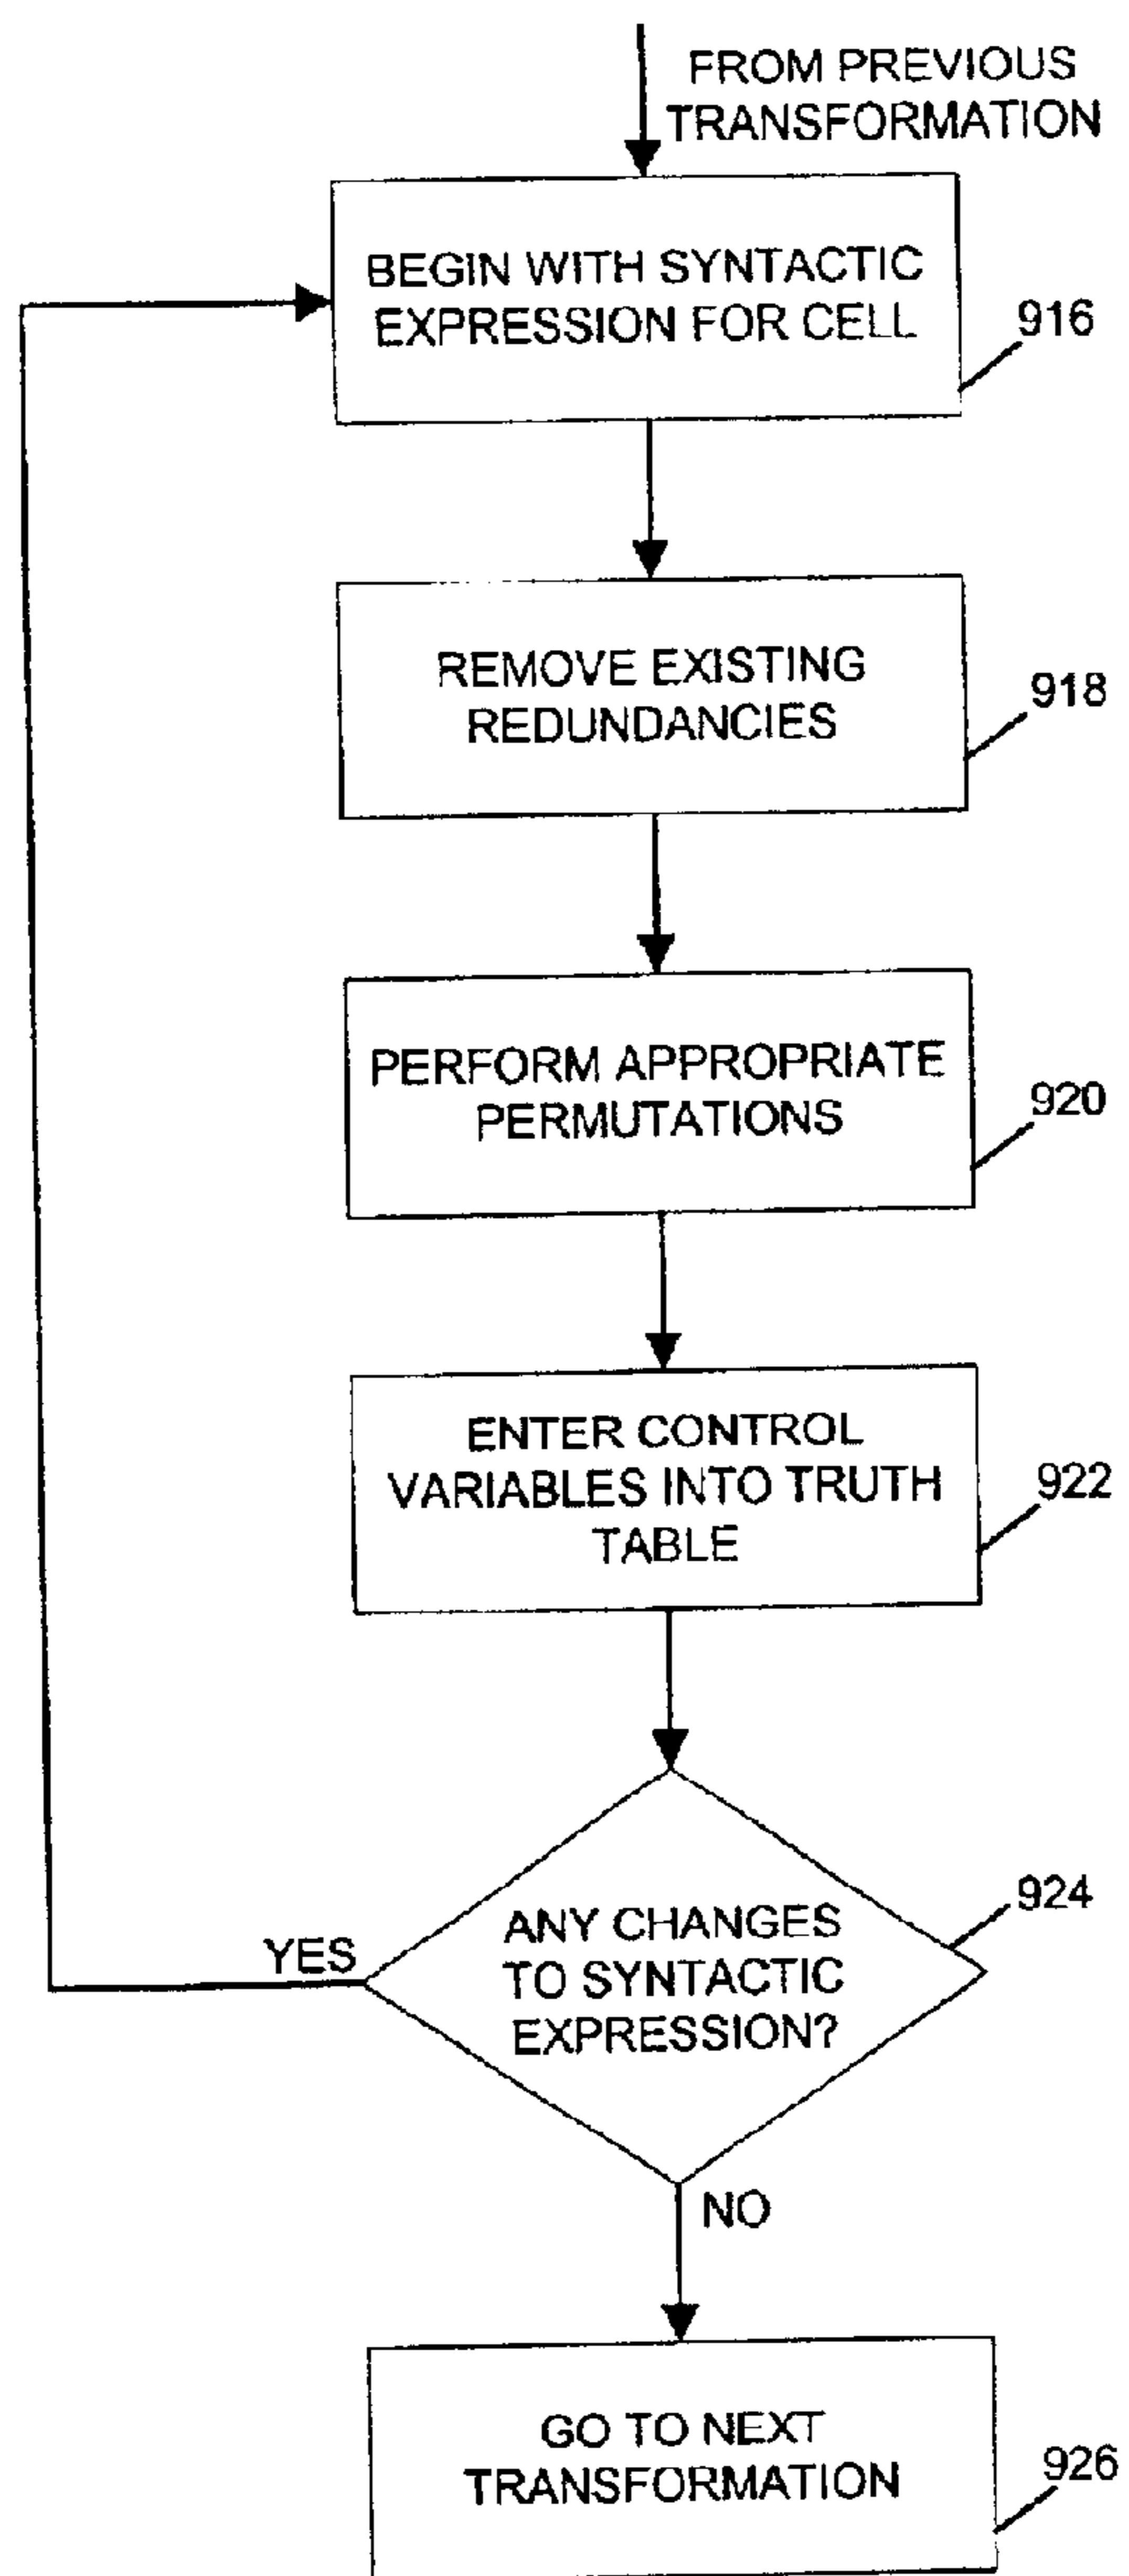 FROM PREVIOUS
TRANSFORMATION
BEGIN WITH SYNTACTIC
EXPRESSION FOR CELL
916
REMOVE EXISTING
REDUNDANCIES
918
PERFORM APPROPRIATE
PERMUTATIONS
920
ENTER CONTROL
VARIABLES INTO TRUTH
TABLE
922
ANY CHANGES
TO SYNTACTIC
EXPRESSION?
924
YES
NO
GO TO NEXT
TRANSFORMATION
926